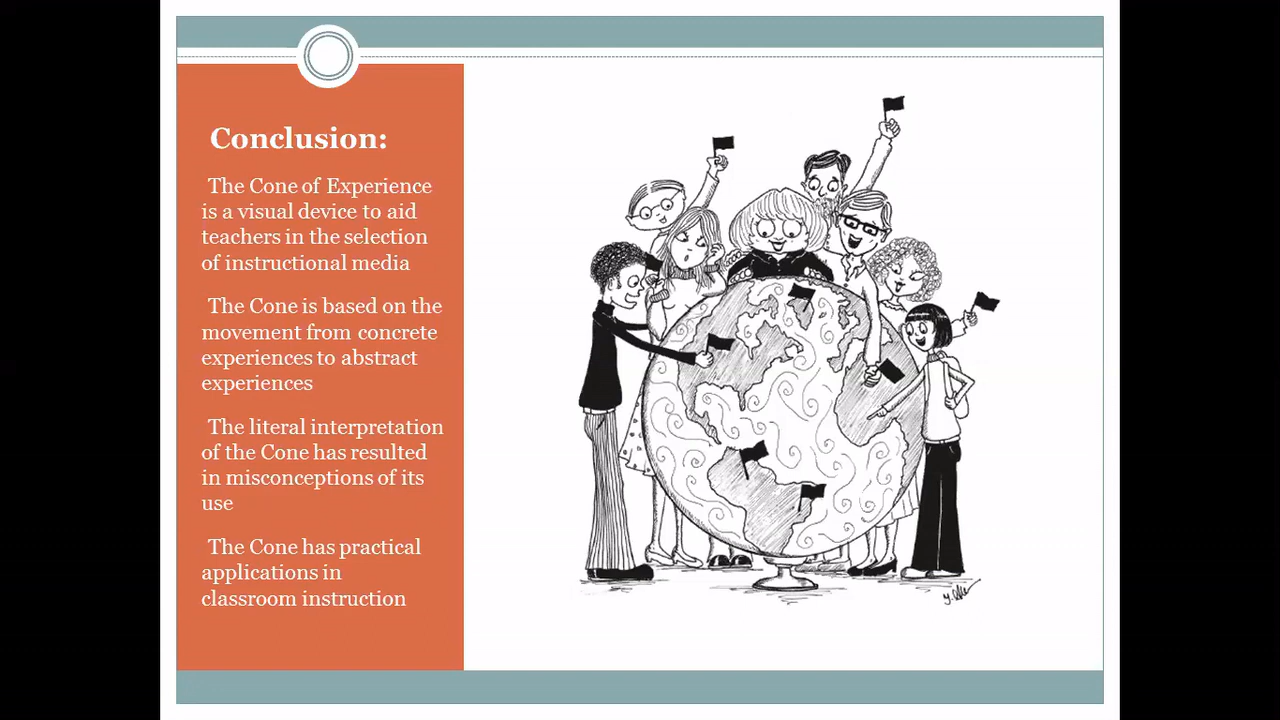 Conclusion:
The Cone of Experience
is a visual device to aid
teachers in the selection
of instructional media
The Cone is based on the
movement from concrete
experiences to abstract
experiences
The literal interpretation
of the Cone has resulted
in misconceptions of its
use
The Cone has practical
applications in
classroom instruction